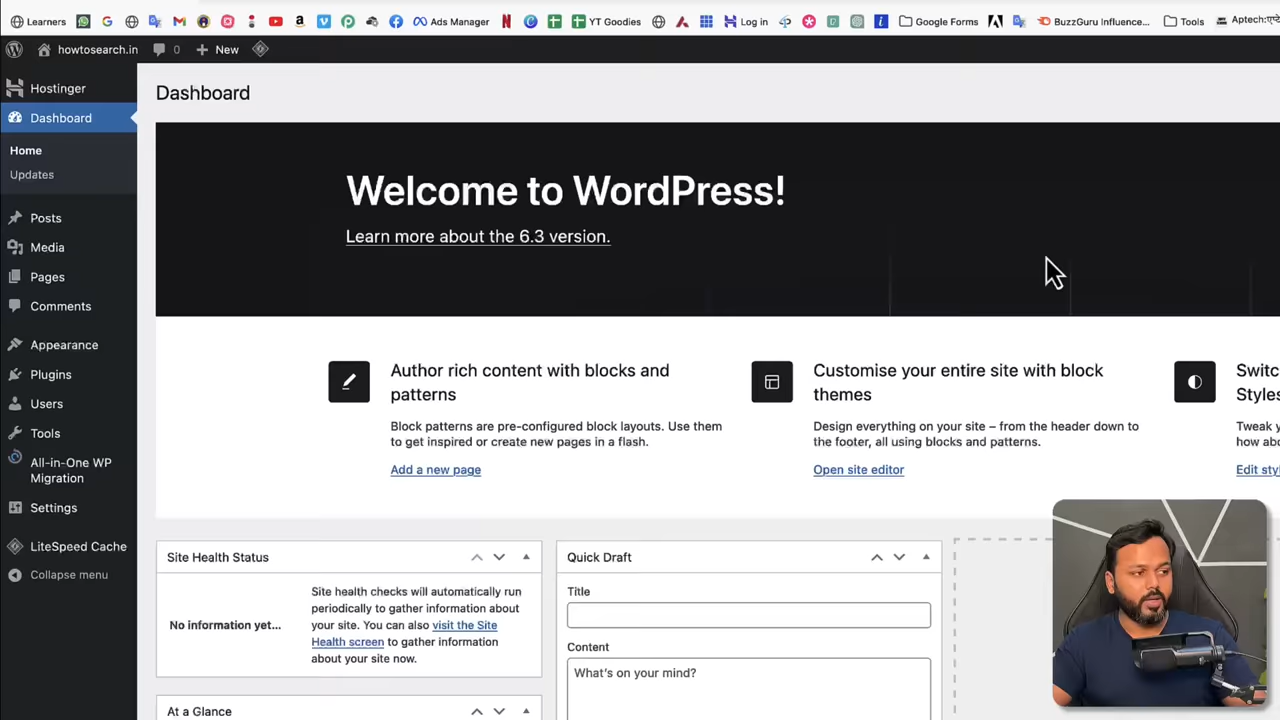 Learners
Ads Manager
YT Goodies
Log in
Google Forms
BuzzGuru Influence...
Tools
howtosearch.in
0
New
Hostinger
Dashboard
Home
Updates
Posts
Media
Pages
Comments
Appearance
Plugins
Users
Tools
All-in-One WP
Migration
Settings
LiteSpeed Cache
Collapse menu
Dashboard
Welcome to WordPress!
Learn more about the 6.3 version.
Author rich content with blocks and
patterns
Block patterns are pre-configured block layouts. Use them
to get inspired or create new pages in a flash.
Add a new page
Customise your entire site with block
themes
Design everything on your site – from the header down to
the footer, all using blocks and patterns.
Open site editor
Switc
Styles
Tweak y
how abo
Edit styl
Site Health Status
No information yet...
Site health checks will automatically run
periodically to gather information about
your site. You can also visit the Site
Health screen to gather information
about your site now.
At a Glance
Quick Draft
Title
Content
What's on your mind?